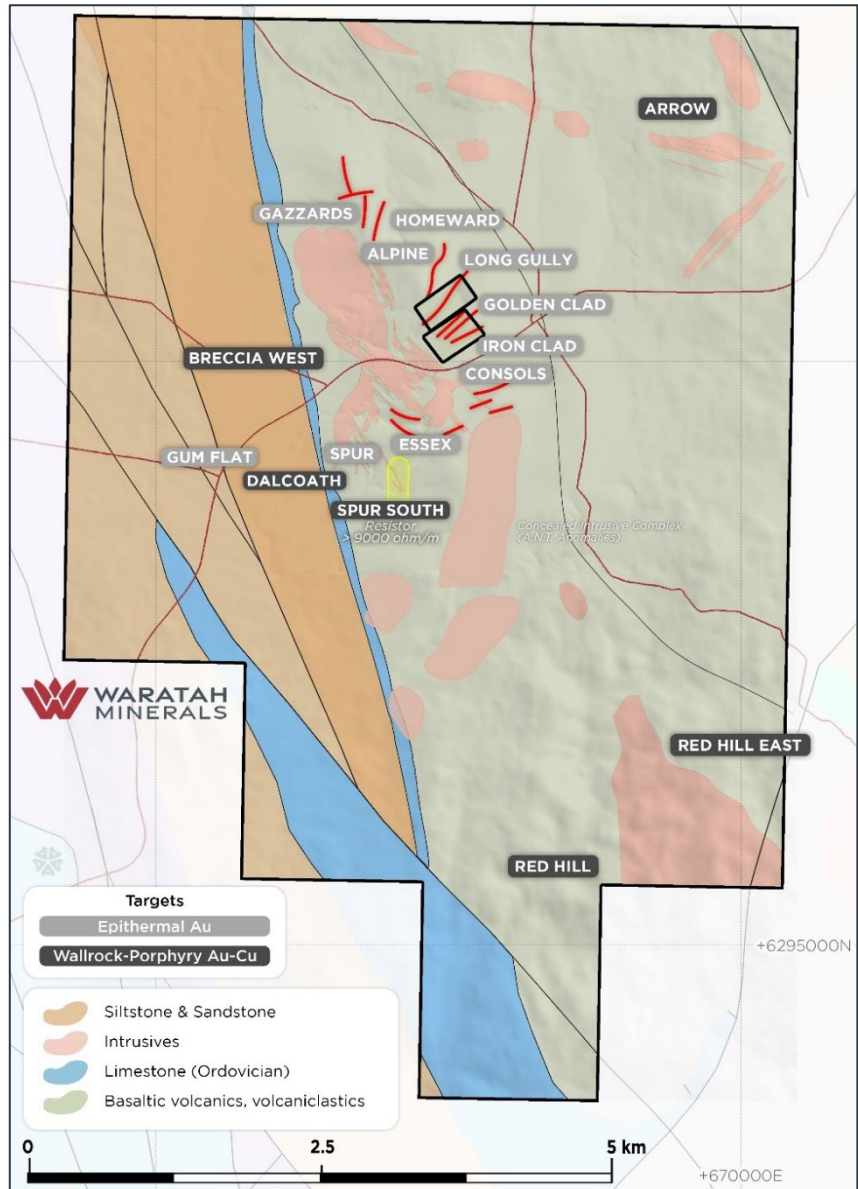 ARROW
GAZZARDS
HOMEWARD
ALPINE
LONG GULLY
GOLDEN CLAD
IRON CLAD
BRECCIA WEST
CONSOLS
ESSEX
SPUR
GUM FLAT
DALCOATH
SPUR SOUTH
Resistor
> 9000 ohm/m
Concealed Intrusive Complex
(A.N.T. Anomalies)
WARATAH
MINERALS
RED HILL EAST
RED HILL
Targets
Epithermal Au
Wallrock-Porphyry Au-Cu
+6295000N
Siltstone & Sandstone
Intrusives
Limestone (Ordovician)
Basaltic volcanics, volcaniclastics
0 2.5 5 km
+670000E